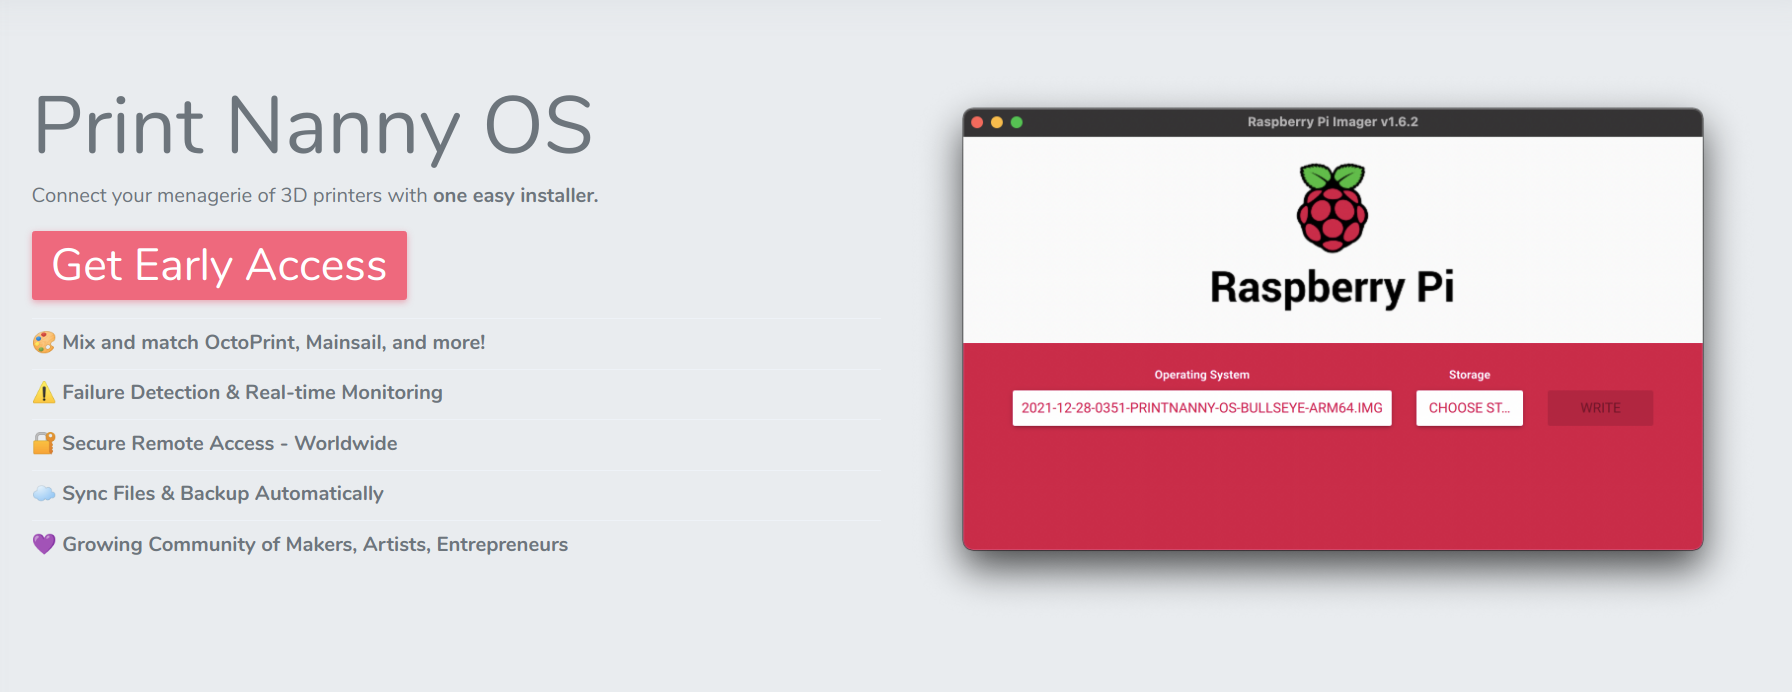 Print Nanny OS
Connect your menagerie of 3D printers with one easy installer.
Get Early Access
🎨 Mix and match OctoPrint, Mainsail, and more!
⚠️ Failure Detection & Real-time Monitoring
🔐 Secure Remote Access - Worldwide
☁️ Sync Files & Backup Automatically
💜 Growing Community of Makers, Artists, Entrepreneurs
Raspberry Pi Imager v1.6.2
Raspberry Pi
Operating System
Storage
2021-12-28-0351-PRINTNANNY-OS-BULLSEYE-ARM64.IMG
CHOOSE ST...
WRITE